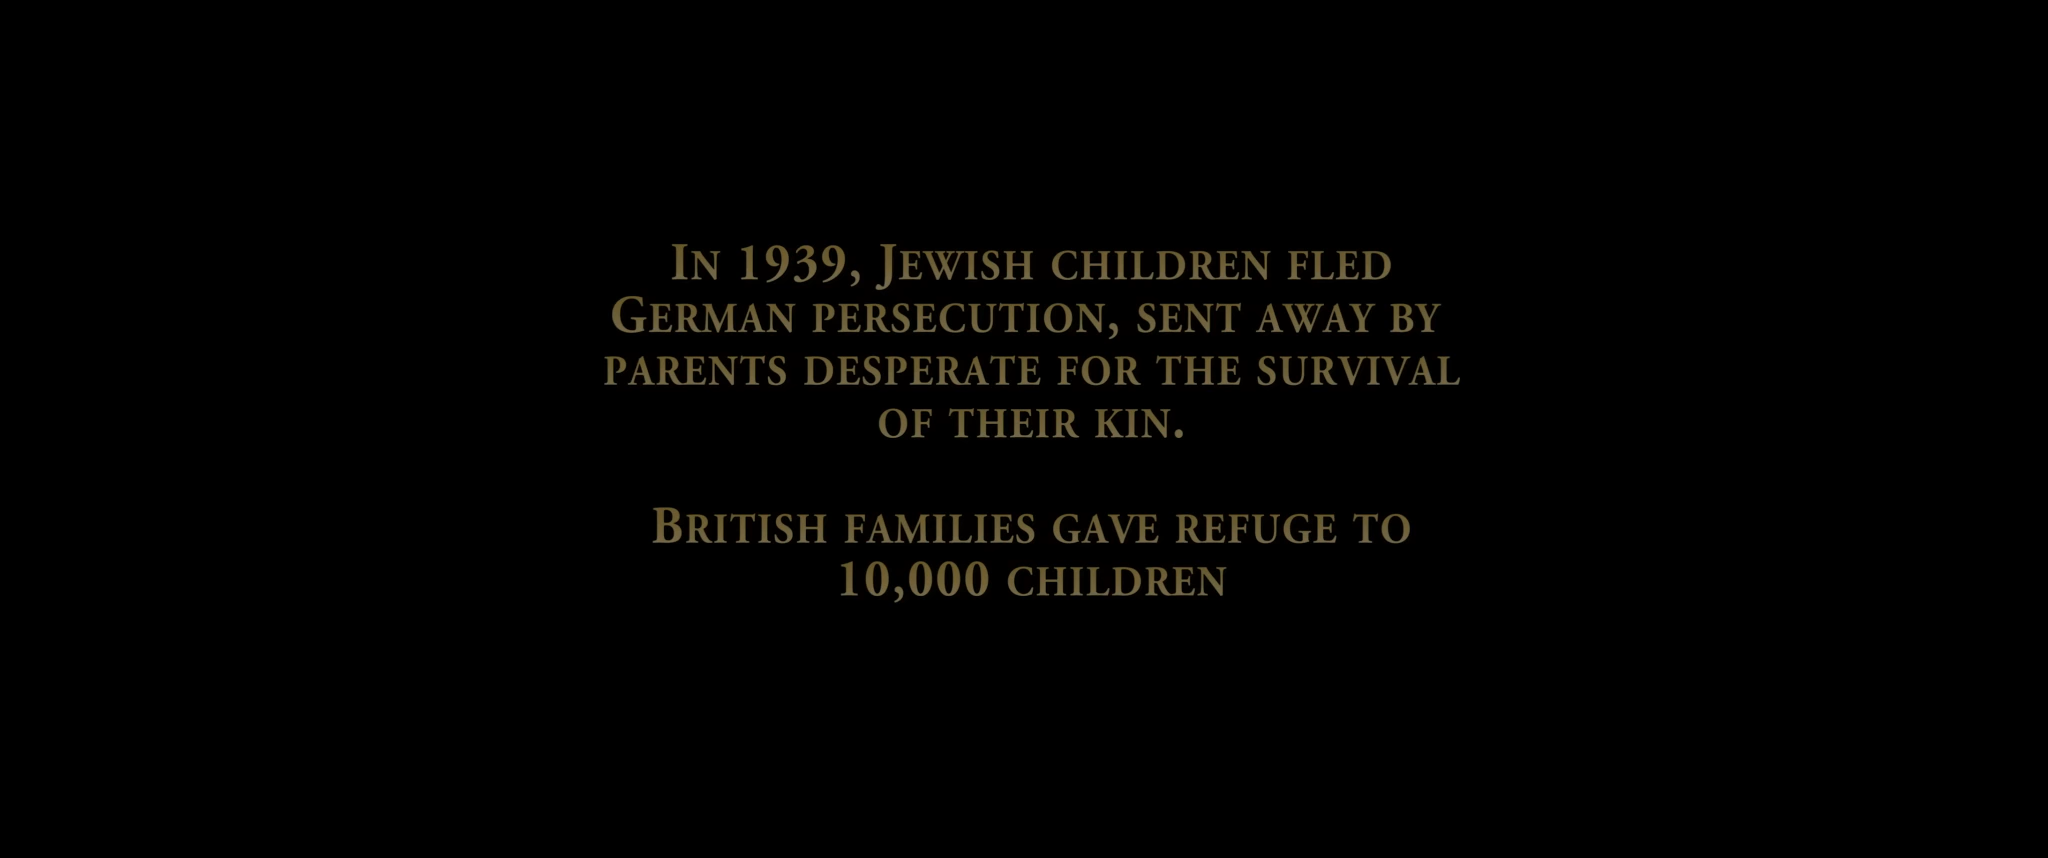 In 1939, Jewish children fled
German persecution, sent away by
parents desperate for the survival
of their kin.
British families gave refuge to
10,000 children